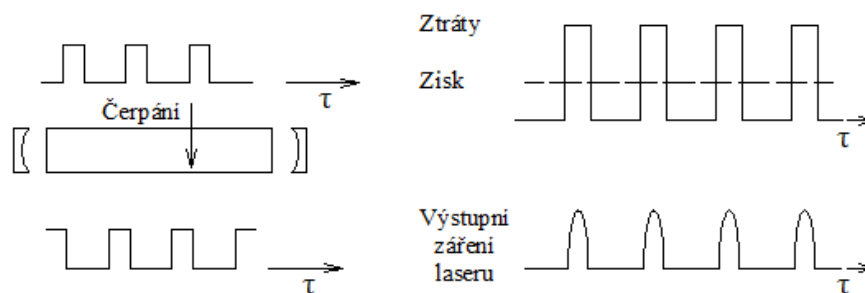 τ
Čerpání
τ
Ztráty
Zisk
τ
Výstupní
záření
laseru
τ